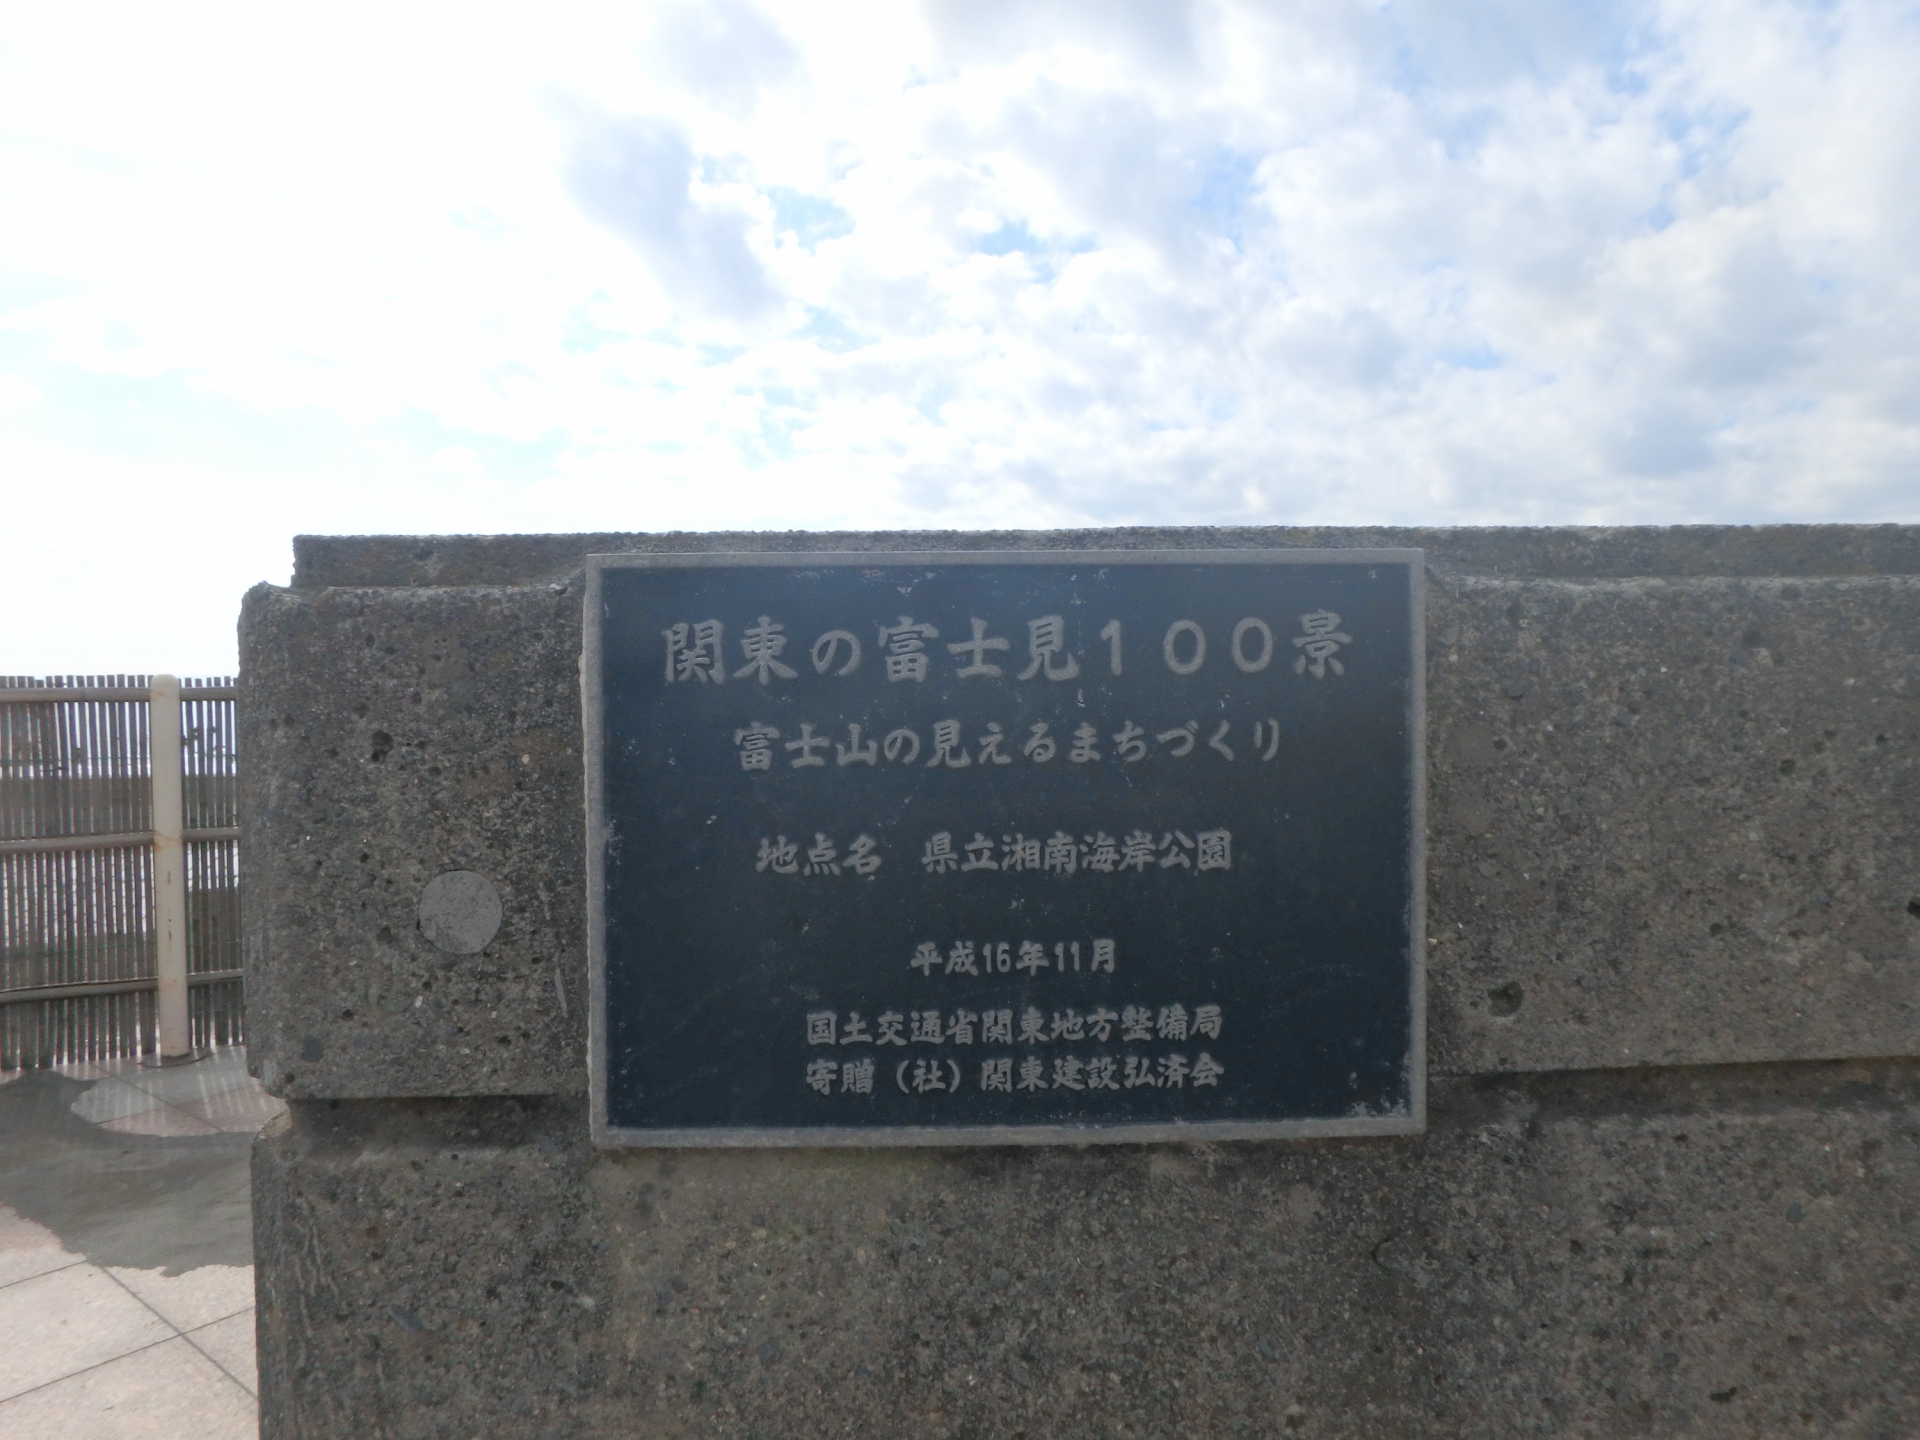 関東の富士見１００景
富士山の見えるまちづくり
地点名　県立湘南海岸公園
平成16年11月
国土交通省関東地方整備局
寄贈（社）関東建設弘済会